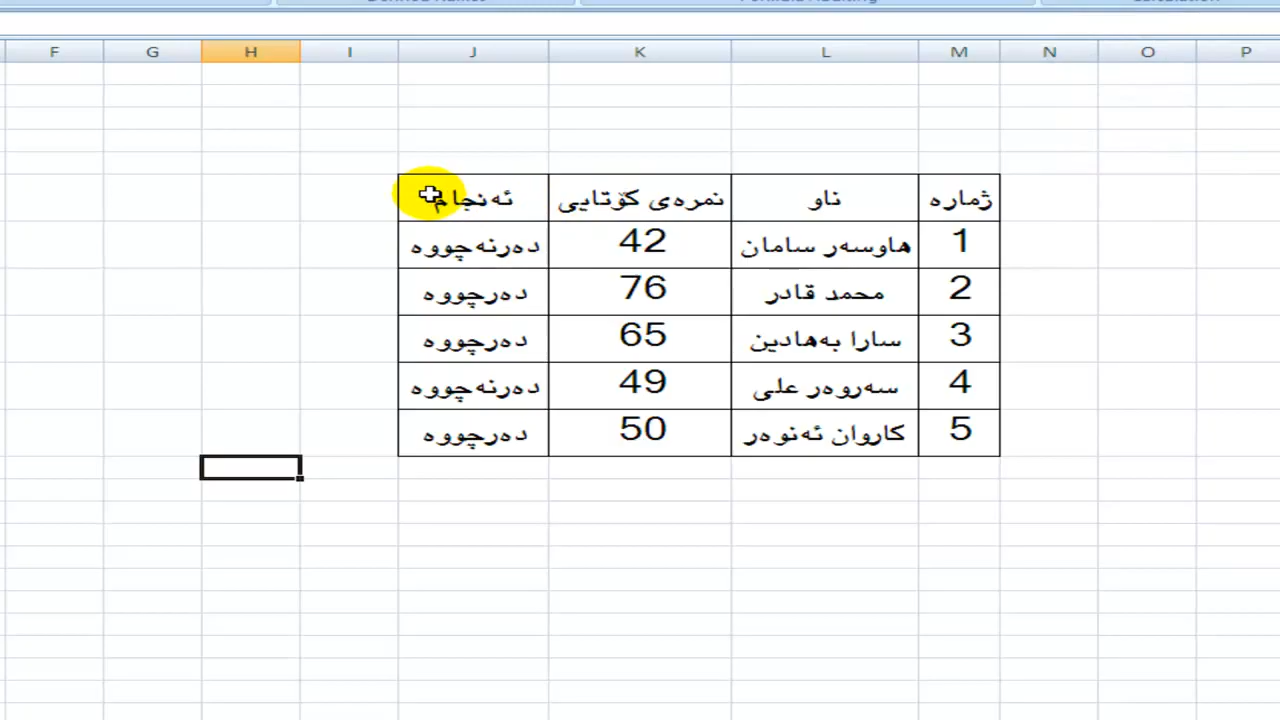 F G H I J K L M N O P
ژمارە ناو نمرەی کۆتایی ئەنجام
1 هاوسەر سامان 42 دەرنەچووە
2 محمد قادر 76 دەرچووە
3 سارا بەهادین 65 دەرچووە
4 سەروەر علی 49 دەرنەچووە
5 کاروان ئەنوەر 50 دەرچووە